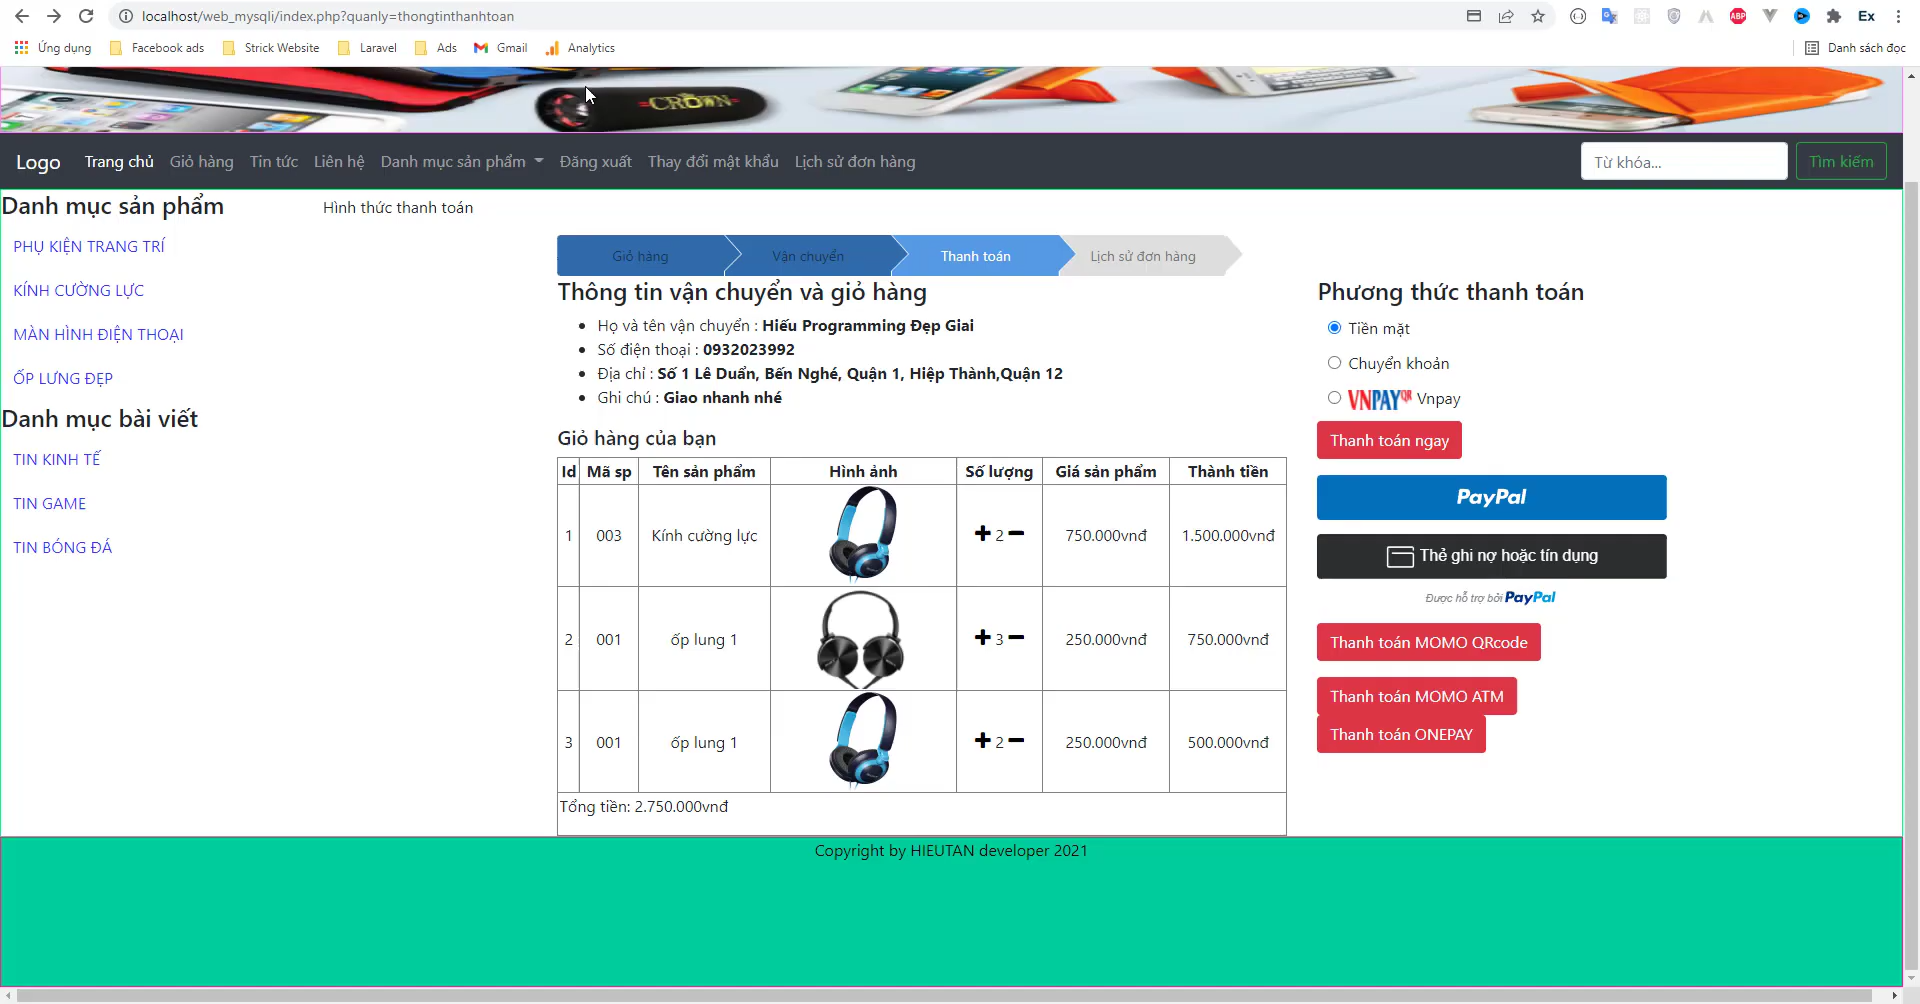 localhost/web_mysqli/index.php?quanly=thongtinthanhtoan
ABP
Ex
Ứng dụng Facebook ads Strick Website Laravel Ads Gmail Analytics Danh sách đọc
CROWN
Logo Trang chủ Giỏ hàng Tin tức Liên hệ Danh mục sản phẩm Đăng xuất Thay đổi mật khẩu Lịch sử đơn hàng Từ khóa... Tìm kiếm
Danh mục sản phẩm
PHỤ KIỆN TRANG TRÍ
KÍNH CƯỜNG LỰC
MÀN HÌNH ĐIỆN THOẠI
ỐP LƯNG ĐẸP
Danh mục bài viết
TIN KINH TẾ
TIN GAME
TIN BÓNG ĐÁ
Hình thức thanh toán
Giỏ hàng Vận chuyển Thanh toán Lịch sử đơn hàng
Thông tin vận chuyển và giỏ hàng
Họ và tên vận chuyển : Hiếu Programming Đẹp Giai
Số điện thoại : 0932023992
Địa chỉ : Số 1 Lê Duẩn, Bến Nghé, Quận 1, Hiệp Thành,Quận 12
Ghi chú : Giao nhanh nhé
Giỏ hàng của bạn
Id Mã sp Tên sản phẩm Hình ảnh Số lượng Giá sản phẩm Thành tiền
1 003 Kính cường lực 2 750.000vnđ 1.500.000vnđ
2 001 ốp lung 1 3 250.000vnđ 750.000vnđ
3 001 ốp lung 1 2 250.000vnđ 500.000vnđ
Tổng tiền: 2.750.000vnđ
Phương thức thanh toán
Tiền mặt
Chuyển khoản
VNPAYQR Vnpay
Thanh toán ngay
PayPal
Thẻ ghi nợ hoặc tín dụng
Được hỗ trợ bởi PayPal
Thanh toán MOMO QRcode
Thanh toán MOMO ATM
Thanh toán ONEPAY
Copyright by HIEUTAN developer 2021